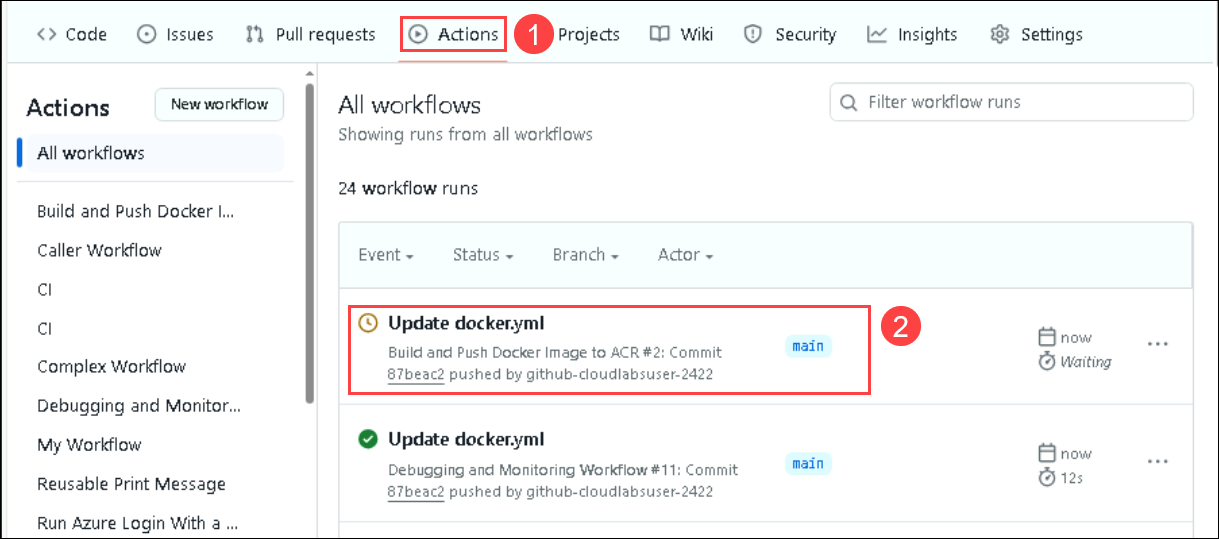 Code Issues Pull requests Actions 1 Projects Wiki Security Insights Settings
Actions New workflow
All workflows
Build and Push Docker I...
Caller Workflow
CI
CI
Complex Workflow
Debugging and Monitor...
My Workflow
Reusable Print Message
Run Azure Login With a ...
All workflows
Showing runs from all workflows
Filter workflow runs
24 workflow runs
Event Status Branch Actor
Update docker.yml
Build and Push Docker Image to ACR #2: Commit
87beac2 pushed by github-cloudlabsuser-2422
main
2
now
Waiting
Update docker.yml
Debugging and Monitoring Workflow #11: Commit
87beac2 pushed by github-cloudlabsuser-2422
main
now
12s